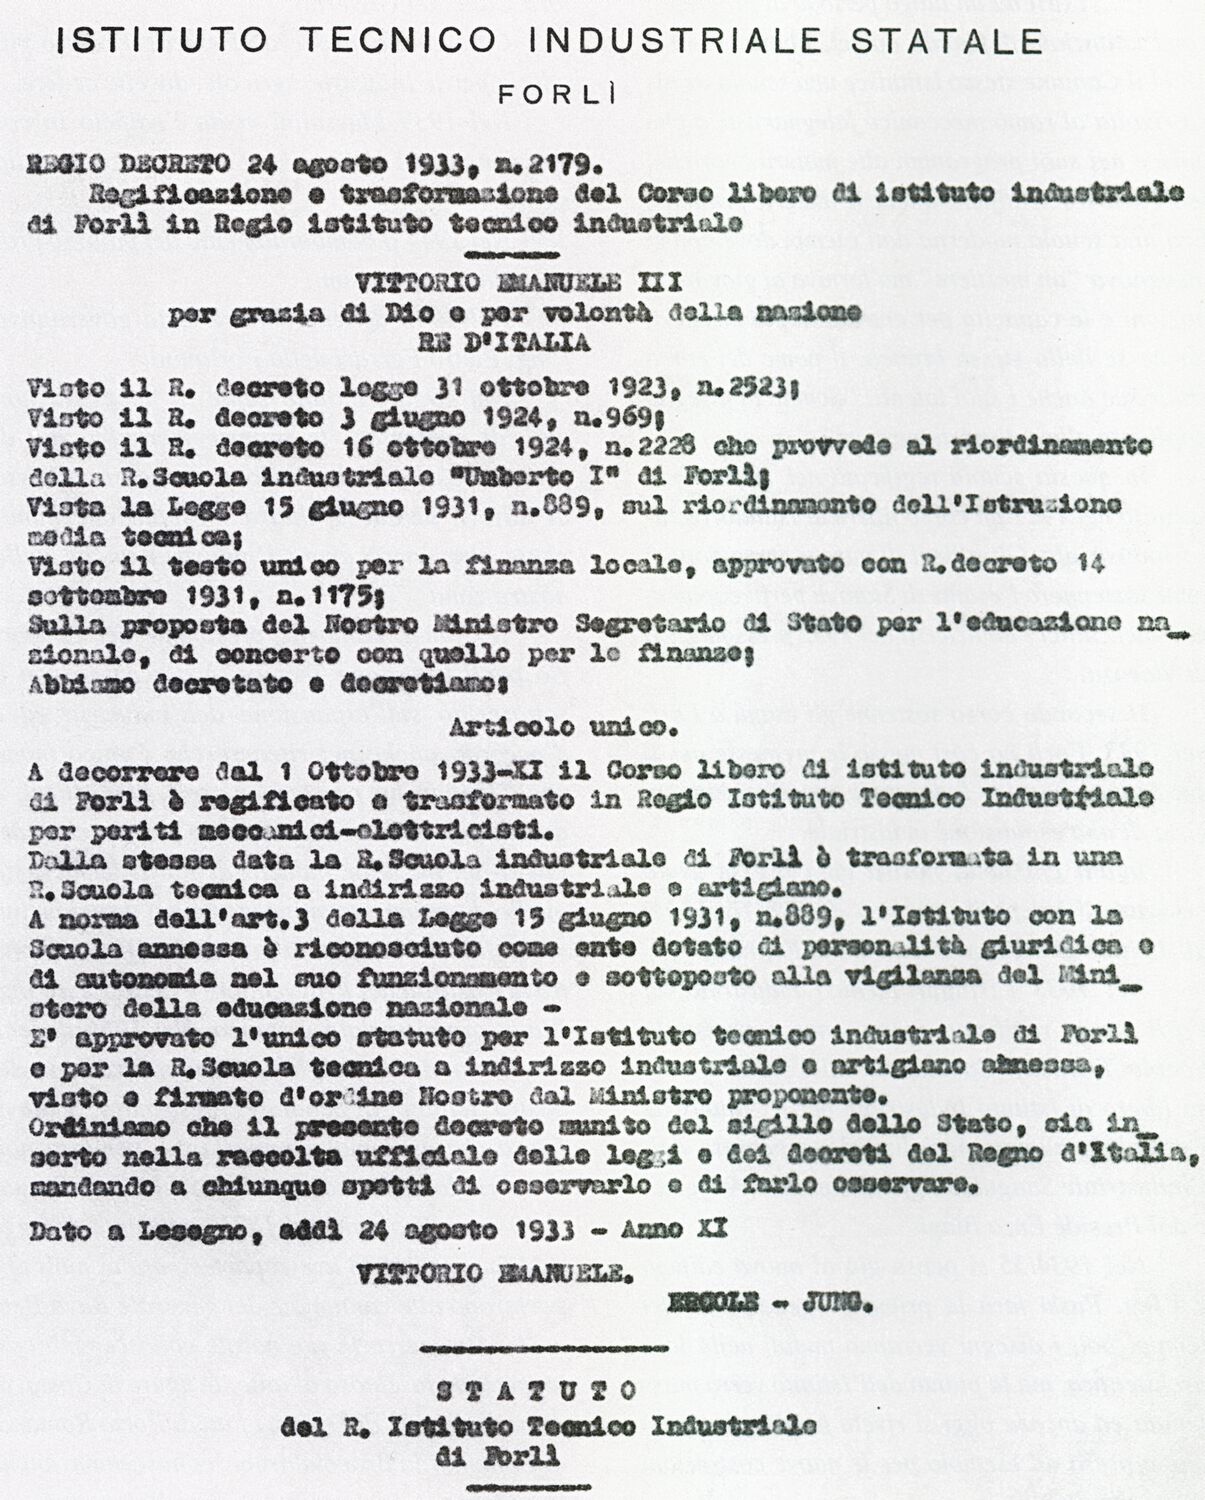 ISTITUTO TECNICO INDUSTRIALE STATALE
FORLÌ
REGIO DECRETO 24 agosto 1933, n.2179.
Regificazione e trasformazione del Corso libero di istituto industriale
di Forlì in Regio istituto tecnico industriale
VITTORIO EMANUELE III
per grazia di Dio e per volontà della nazione
RE D'ITALIA
Visto il R. decreto legge 31 ottobre 1923, n.2523;
Visto il R. decreto 3 giugno 1924, n.969;
Visto il R. decreto 16 ottobre 1924, n.2228 che provvede al riordinamento
della R.Scuola industriale "Umberto I" di Forlì;
Vista la Legge 15 giugno 1931, n.889, sul riordinamento dell'Istruzione
media tecnica;
Visto il testo unico per la finanza locale, approvato con R.decreto 14
settembre 1931, n.1175;
Sulla proposta del Nostro Ministro Segretario di Stato per l'educazione na_
zionale, di concerto con quello per le finanze;
Abbiamo decretato e decretiamo;
Articolo unico.
A decorrere dal 1 Ottobre 1933-XI il Corso libero di istituto industriale
di Forlì è regificato e trasformato in Regio Istituto Tecnico Industriale
per periti meccanici-elettricisti.
Dalla stessa data la R.Scuola industriale di Forlì è trasformata in una
R.Scuola tecnica a indirizzo industriale e artigiano.
A norma dell'art.3 della Legge 15 giugno 1931, n.889, l'Istituto con la
Scuola annessa è riconosciuto come ente dotato di personalità giuridica e
di autonomia nel suo funzionamento e sottoposto alla vigilanza del Mini_
stero della educazione nazionale -
E' approvato l'unico statuto per l'Istituto tecnico industriale di Forlì
e per la R.Scuola tecnica a indirizzo industriale e artigiano annessa,
visto e firmato d'ordine Nostro dal Ministro proponente.
Ordiniamo che il presente decreto munito del sigillo dello Stato, sia in_
serto nella raccolta ufficiale delle leggi e dei decreti del Regno d'Italia,
mandando a chiunque spetti di osservarlo e di farlo osservare.
Dato a Lesegno, addì 24 agosto 1933 - Anno XI
VITTORIO EMANUELE.
ERCOLE - JUNG.
STATUTO
del R. Istituto Tecnico Industriale
di Forlì